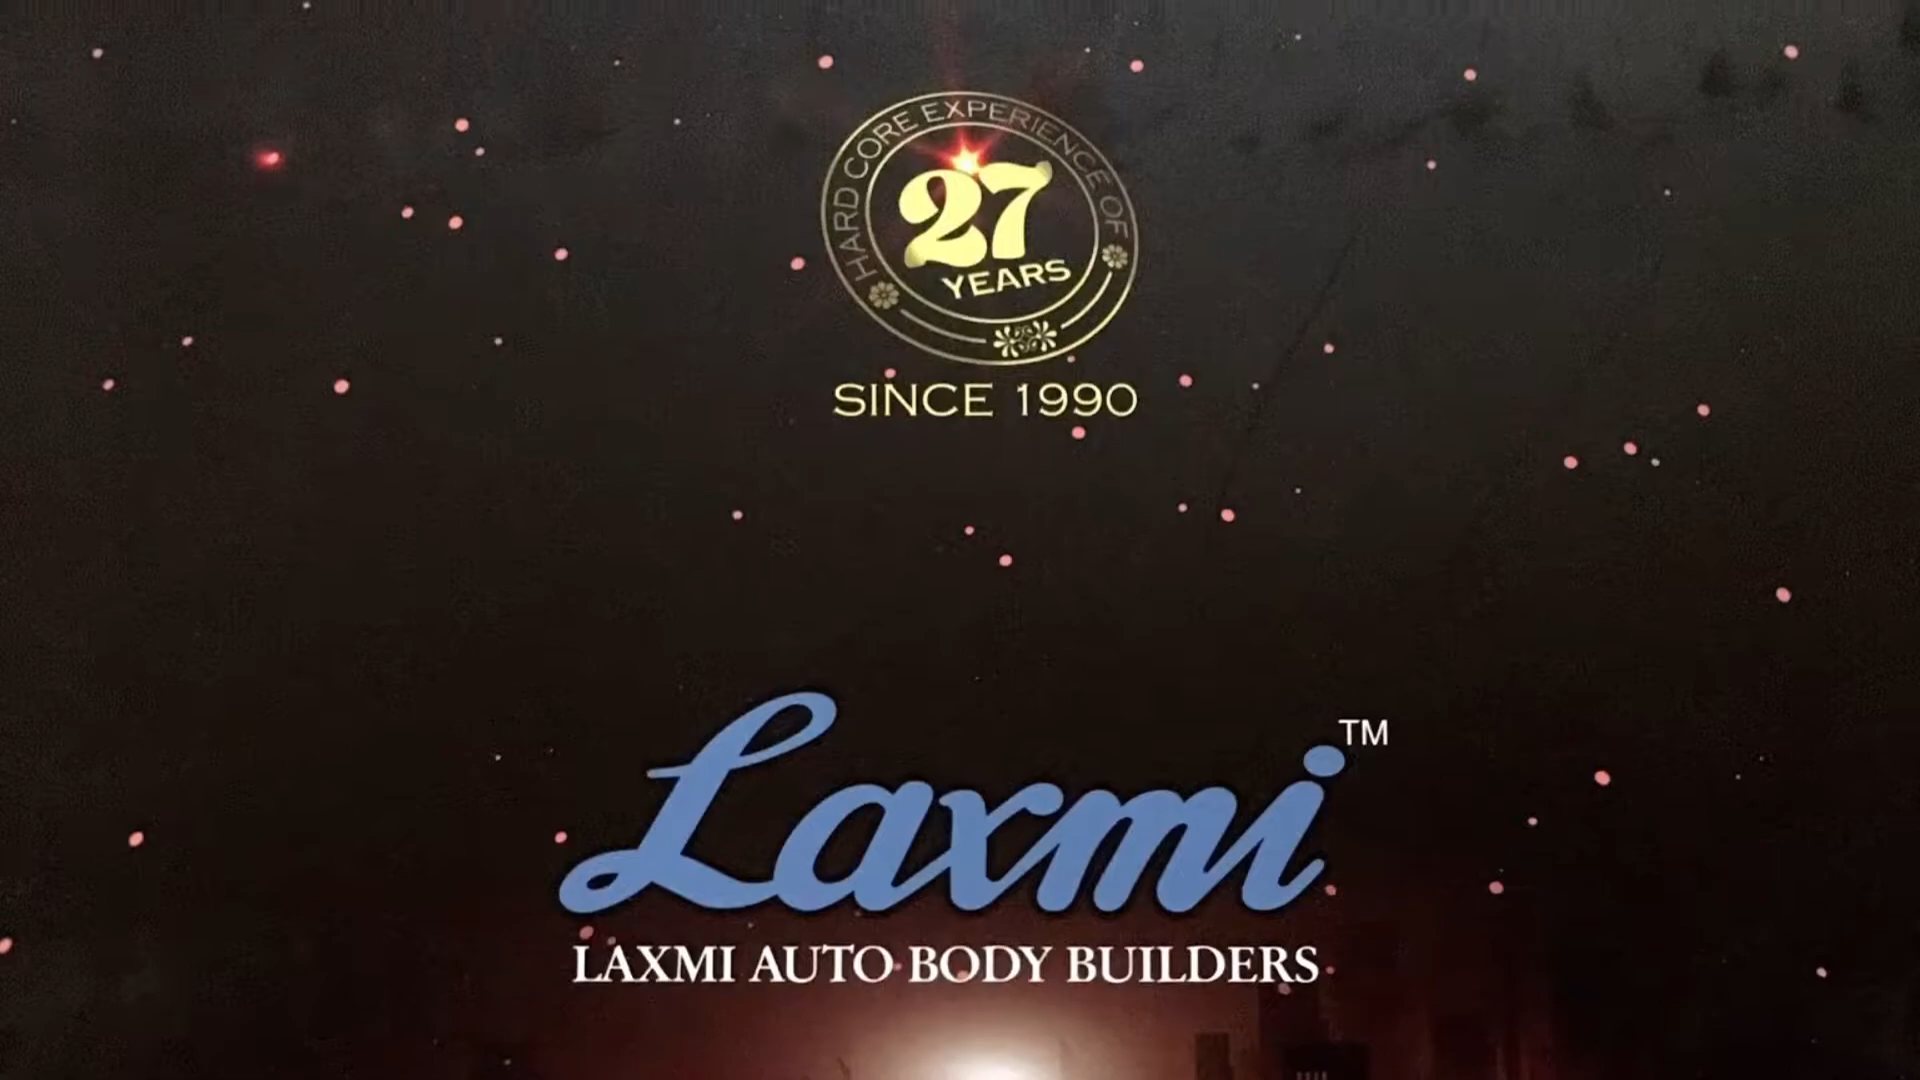 HARD CORE EXPERIENCE OF
27
YEARS
SINCE 1990
Laxmi™
LAXMI AUTO BODY BUILDERS